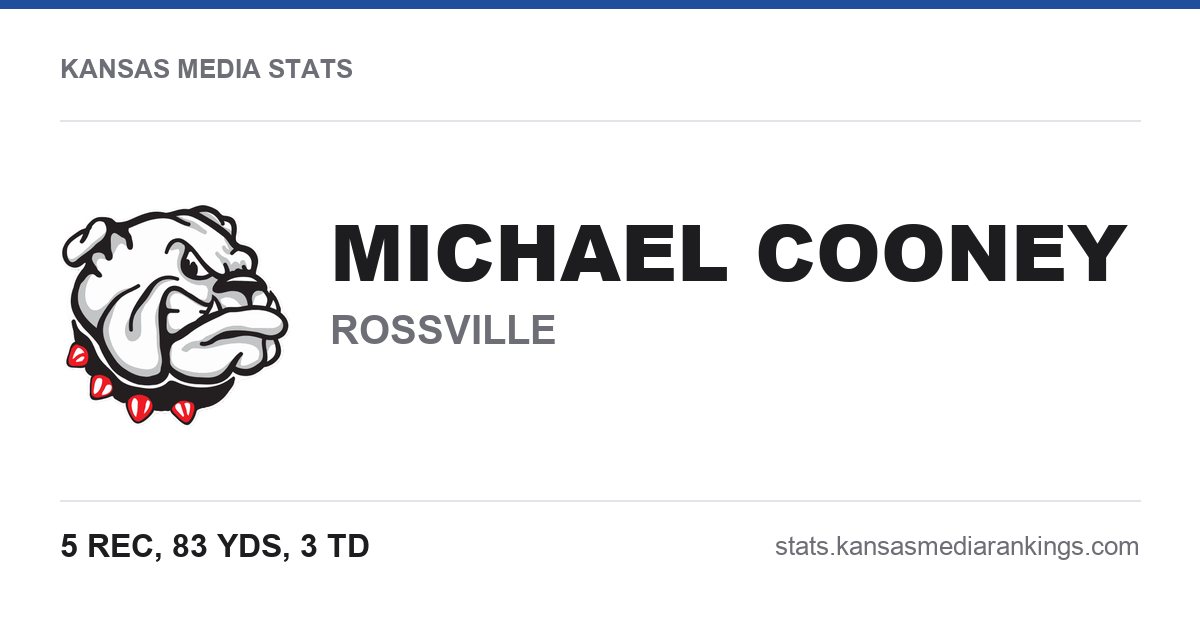 KANSAS MEDIA STATS
MICHAEL COONEY
ROSSVILLE
5 REC, 83 YDS, 3 TD
stats.kansasmediarankings.com